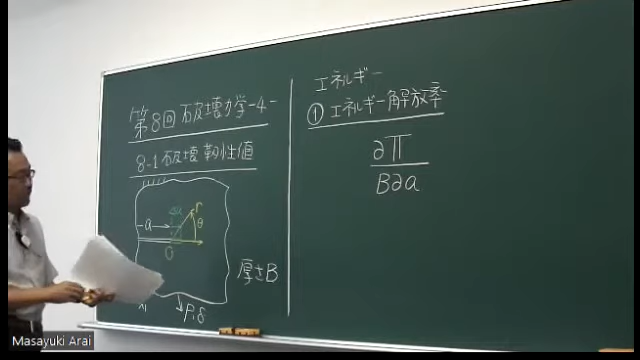 第8回 破壊力学-4-
8-1 破壊靭性値
a
r
θ
O
厚さB
P,δ
エネルギー
① エネルギー解放率
∂Π
B∂a
Masayuki Arai